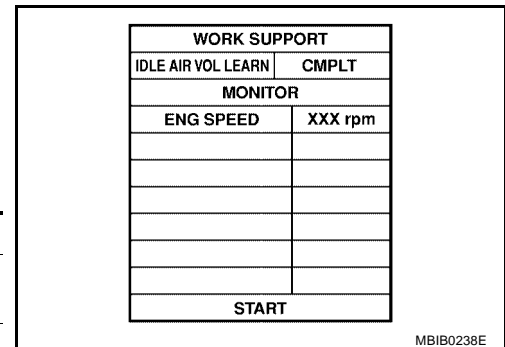 WORK SUPPORT
IDLE AIR VOL LEARN CMPLT
MONITOR
ENG SPEED XXX rpm
START
MBIB0238E